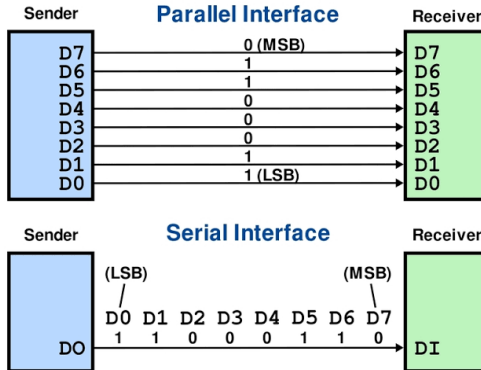 Sender Parallel Interface Receiver
D7 0 (MSB) D7
D6 1 D6
D5 1 D5
D4 0 D4
D3 0 D3
D2 0 D2
D1 1 D1
D0 1 (LSB) D0
Sender Serial Interface Receiver
(LSB) (MSB)
D0 D1 D2 D3 D4 D5 D6 D7
1 1 0 0 0 1 1 0
DO DI